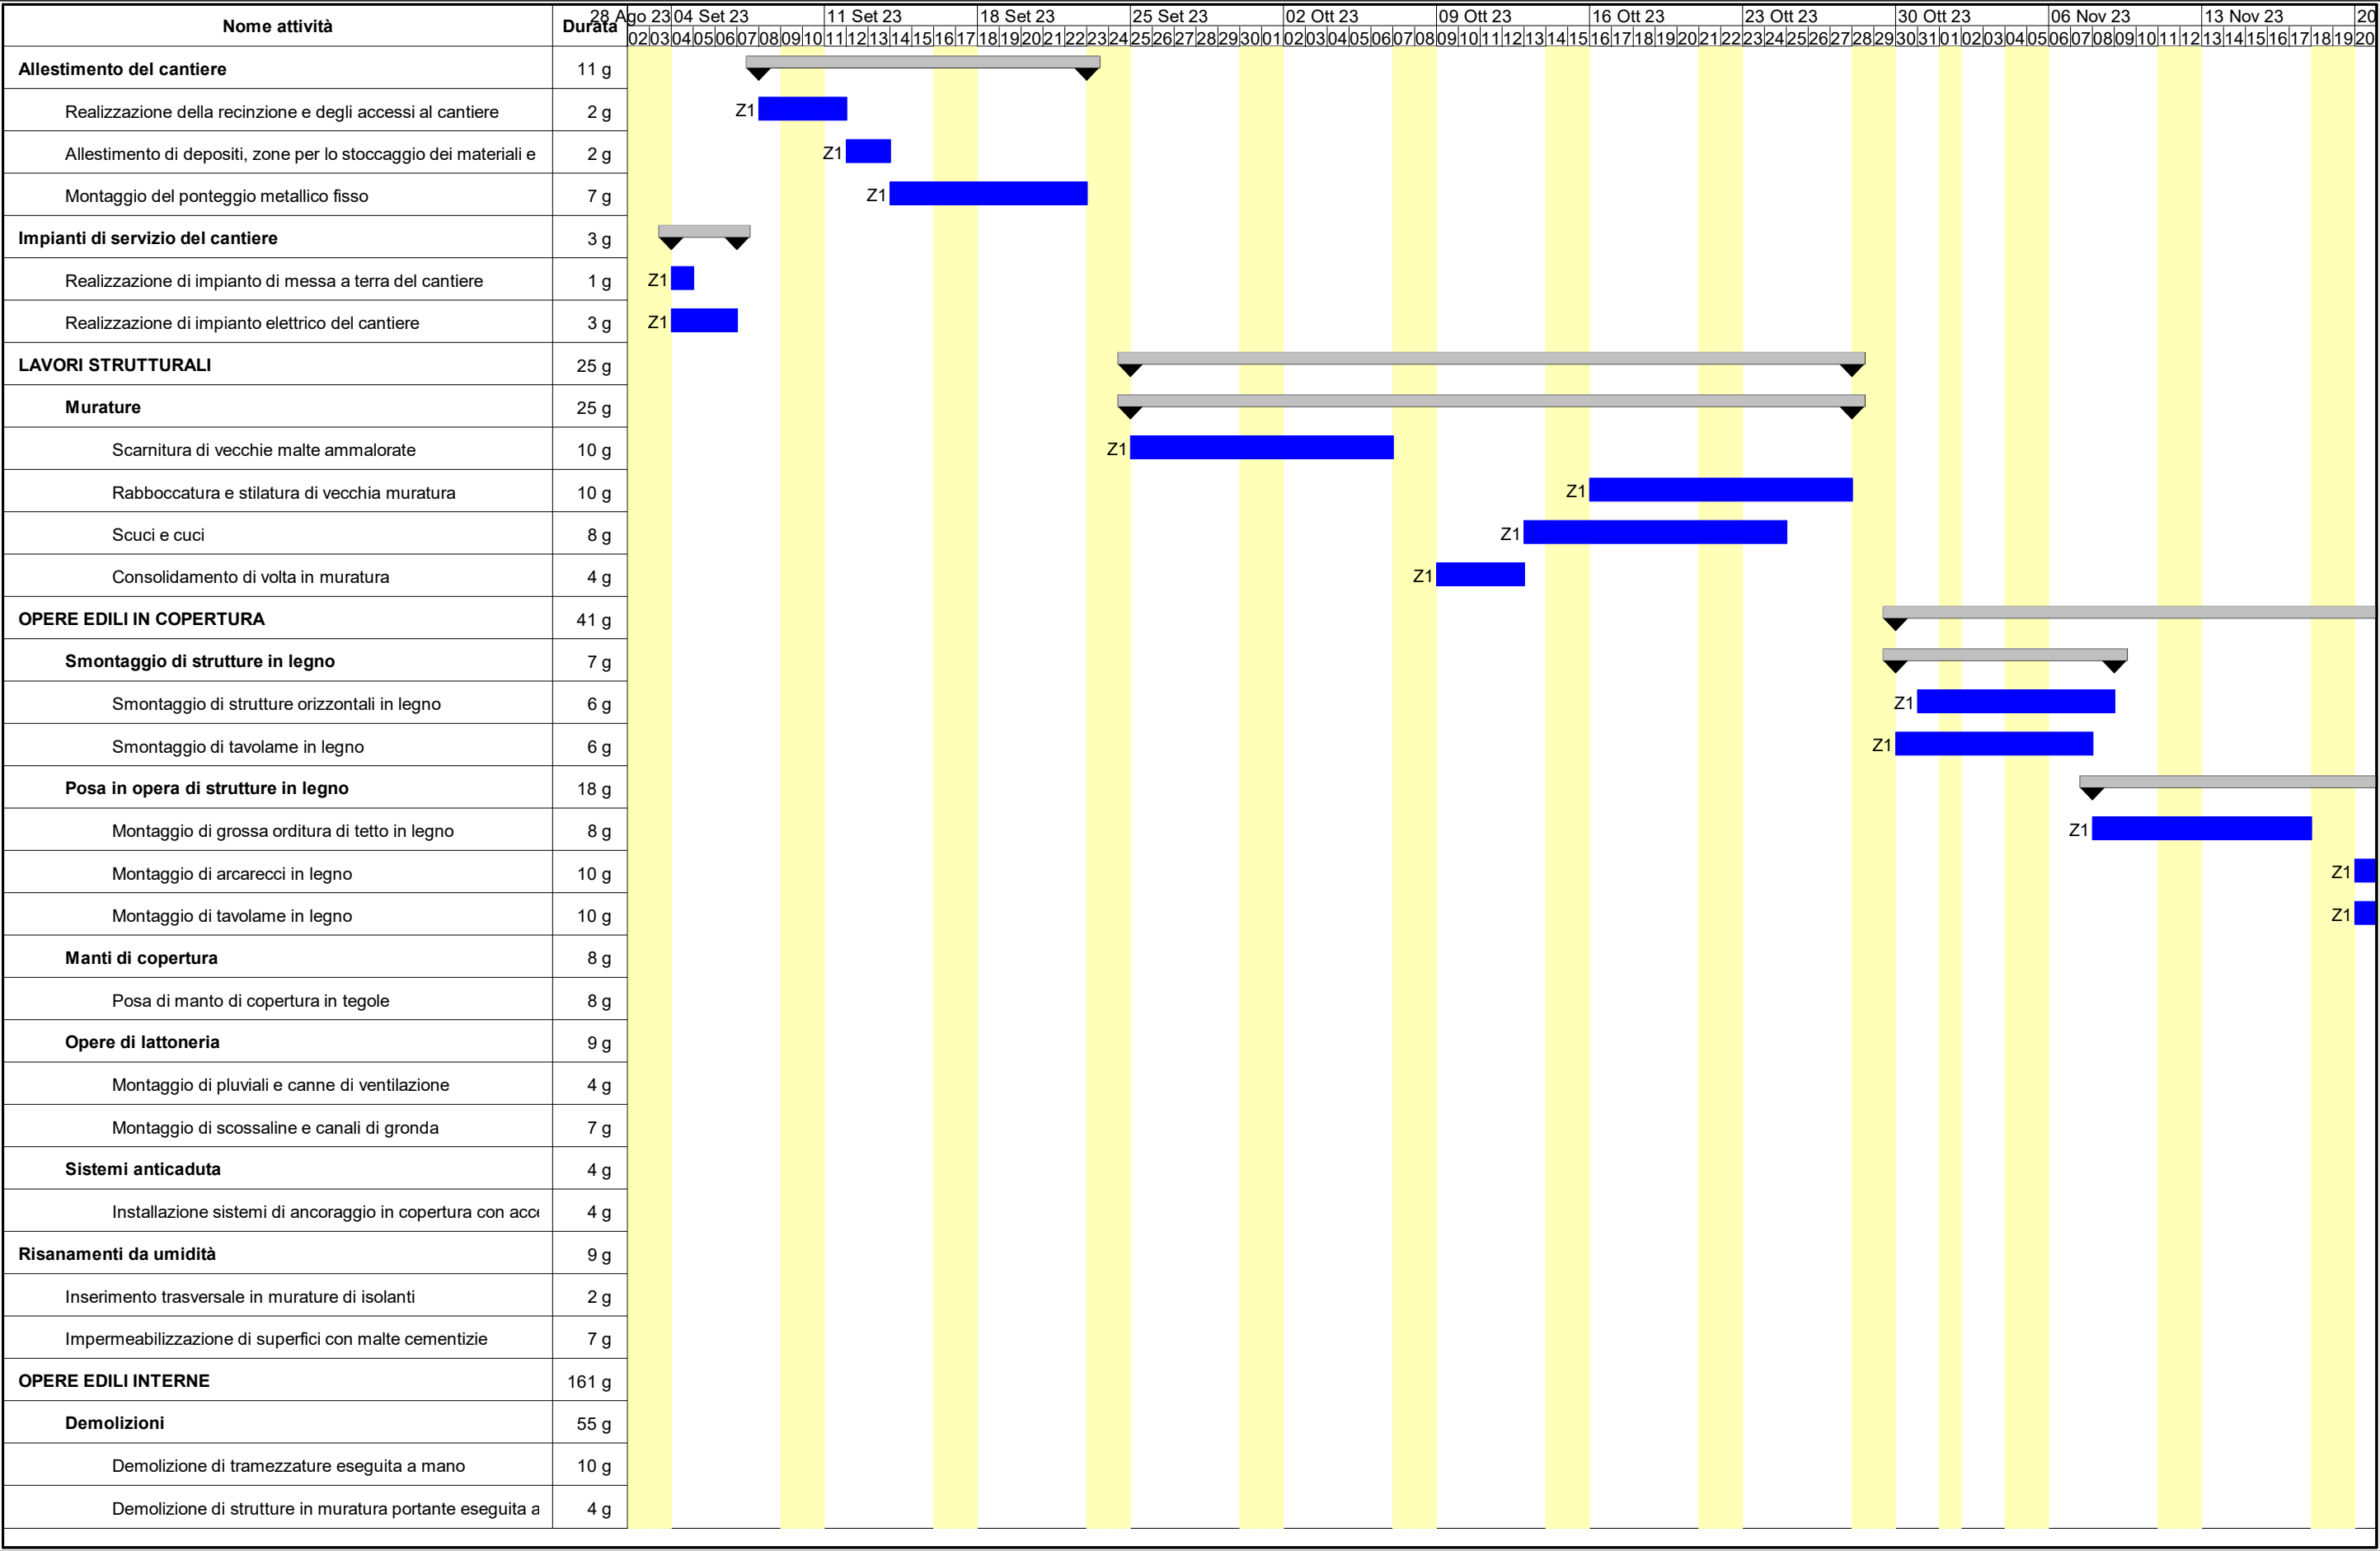 Nome attività Durata 28 Ago 23 04 Set 23 11 Set 23 18 Set 23 25 Set 23 02 Ott 23 09 Ott 23 16 Ott 23 23 Ott 23 30 Ott 23 06 Nov 23 13 Nov 23 20
02 03 04 05 06 07 08 09 10 11 12 13 14 15 16 17 18 19 20 21 22 23 24 25 26 27 28 29 30 01 02 03 04 05 06 07 08 09 10 11 12 13 14 15 16 17 18 19 20 21 22 23 24 25 26 27 28 29 30 31 01 02 03 04 05 06 07 08 09 10 11 12 13 14 15 16 17 18 19 20
Allestimento del cantiere 11 g
Realizzazione della recinzione e degli accessi al cantiere 2 g Z1
Allestimento di depositi, zone per lo stoccaggio dei materiali e 2 g Z1
Montaggio del ponteggio metallico fisso 7 g Z1
Impianti di servizio del cantiere 3 g
Realizzazione di impianto di messa a terra del cantiere 1 g Z1
Realizzazione di impianto elettrico del cantiere 3 g Z1
LAVORI STRUTTURALI 25 g
Murature 25 g
Scarnitura di vecchie malte ammalorate 10 g Z1
Rabboccatura e stilatura di vecchia muratura 10 g Z1
Scuci e cuci 8 g Z1
Consolidamento di volta in muratura 4 g Z1
OPERE EDILI IN COPERTURA 41 g
Smontaggio di strutture in legno 7 g
Smontaggio di strutture orizzontali in legno 6 g Z1
Smontaggio di tavolame in legno 6 g Z1
Posa in opera di strutture in legno 18 g
Montaggio di grossa orditura di tetto in legno 8 g Z1
Montaggio di arcarecci in legno 10 g Z1
Montaggio di tavolame in legno 10 g Z1
Manti di copertura 8 g
Posa di manto di copertura in tegole 8 g
Opere di lattoneria 9 g
Montaggio di pluviali e canne di ventilazione 4 g
Montaggio di scossaline e canali di gronda 7 g
Sistemi anticaduta 4 g
Installazione sistemi di ancoraggio in copertura con acc 4 g
Risanamenti da umidità 9 g
Inserimento trasversale in murature di isolanti 2 g
Impermeabilizzazione di superfici con malte cementizie 7 g
OPERE EDILI INTERNE 161 g
Demolizioni 55 g
Demolizione di tramezzature eseguita a mano 10 g
Demolizione di strutture in muratura portante eseguita a 4 g